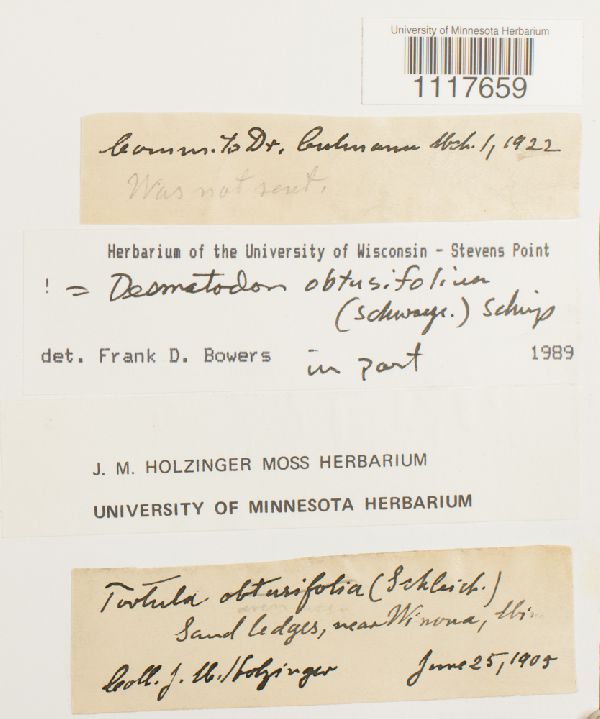 University of Minnesota Herbarium
1117659
Comm. to Dr. Culmann Mch. 1, 1922
Was not sent.
Herbarium of the University of Wisconsin - Stevens Point
! = Desmatodon obtusifolium
(Schwaegr.) Schimp
det. Frank D. Bowers in part 1989
J. M. HOLZINGER MOSS HERBARIUM
UNIVERSITY OF MINNESOTA HERBARIUM
Tortula obtusifolia (Schleich.)
Sand ledges, near Winona, Min
Coll. J. M. Holzinger June 25, 1905